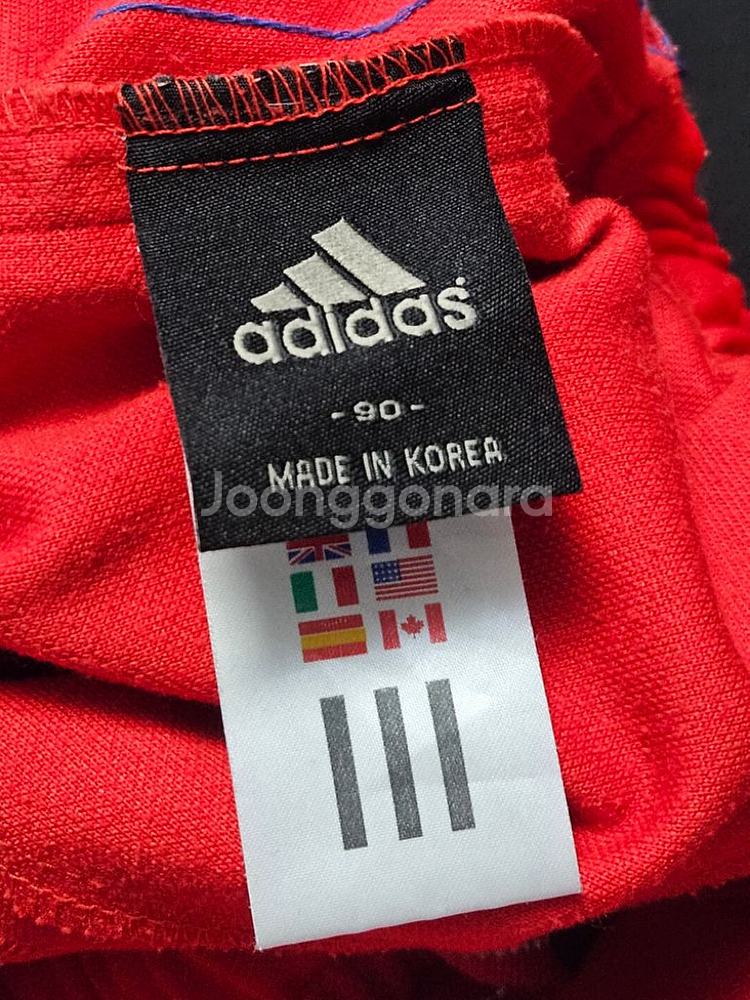 adidas®
- 90 -
MADE IN KOREA
Joonggonara